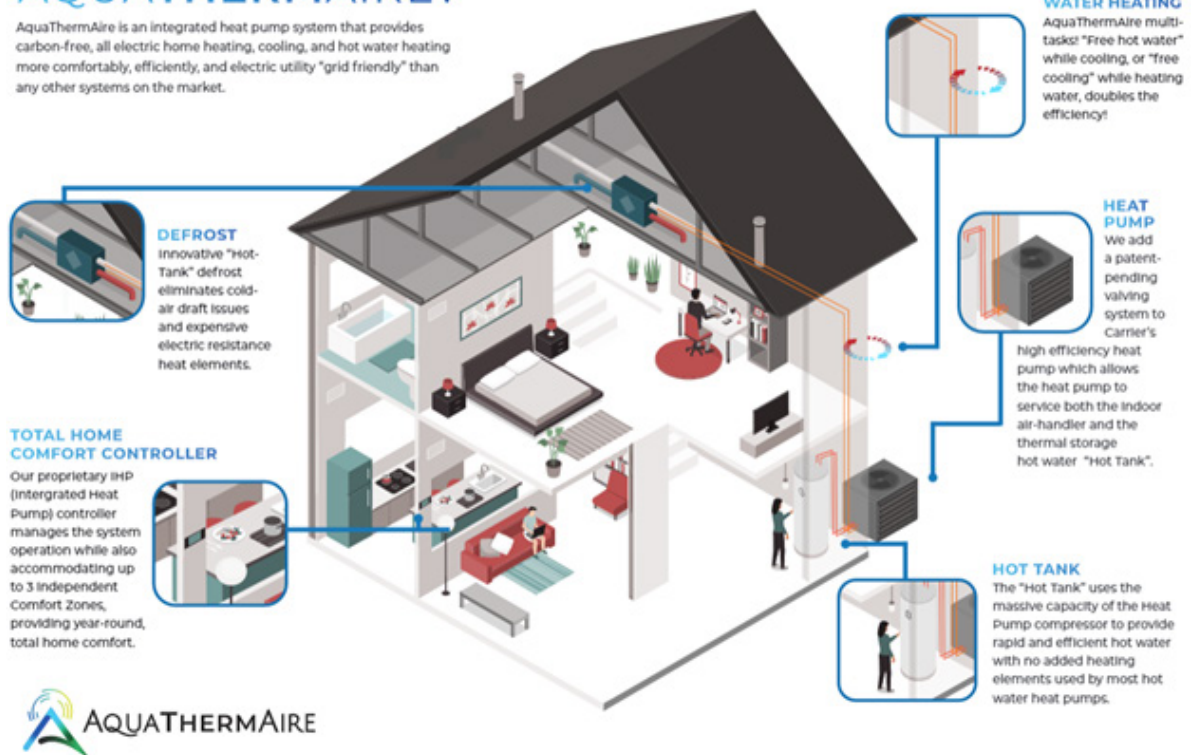 AQUATHERMAIRE?
AquaThermAire is an integrated heat pump system that provides
carbon-free, all electric home heating, cooling, and hot water heating
more comfortably, efficiently, and electric utility "grid friendly" than
any other systems on the market.
WATER HEATING
AquaThermAire multi-
tasks! "Free hot water"
while cooling, or "free
cooling" while heating
water, doubles the
efficiency!
DEFROST
Innovative "Hot-
Tank" defrost
eliminates cold-
air draft issues
and expensive
electric resistance
heat elements.
HEAT
PUMP
We add
a patent-
pending
valving
system to
Carrier's
high efficiency heat
pump which allows
the heat pump to
service both the indoor
air-handler and the
thermal storage
hot water "Hot Tank".
TOTAL HOME
COMFORT CONTROLLER
Our proprietary IHP
(Intergrated Heat
Pump) controller
manages the system
operation while also
accommodating up
to 3 Independent
Comfort Zones,
providing year-round,
total home comfort.
HOT TANK
The "Hot Tank" uses the
massive capacity of the Heat
Pump compressor to provide
rapid and efficient hot water
with no added heating
elements used by most hot
water heat pumps.
AQUATHERMAIRE